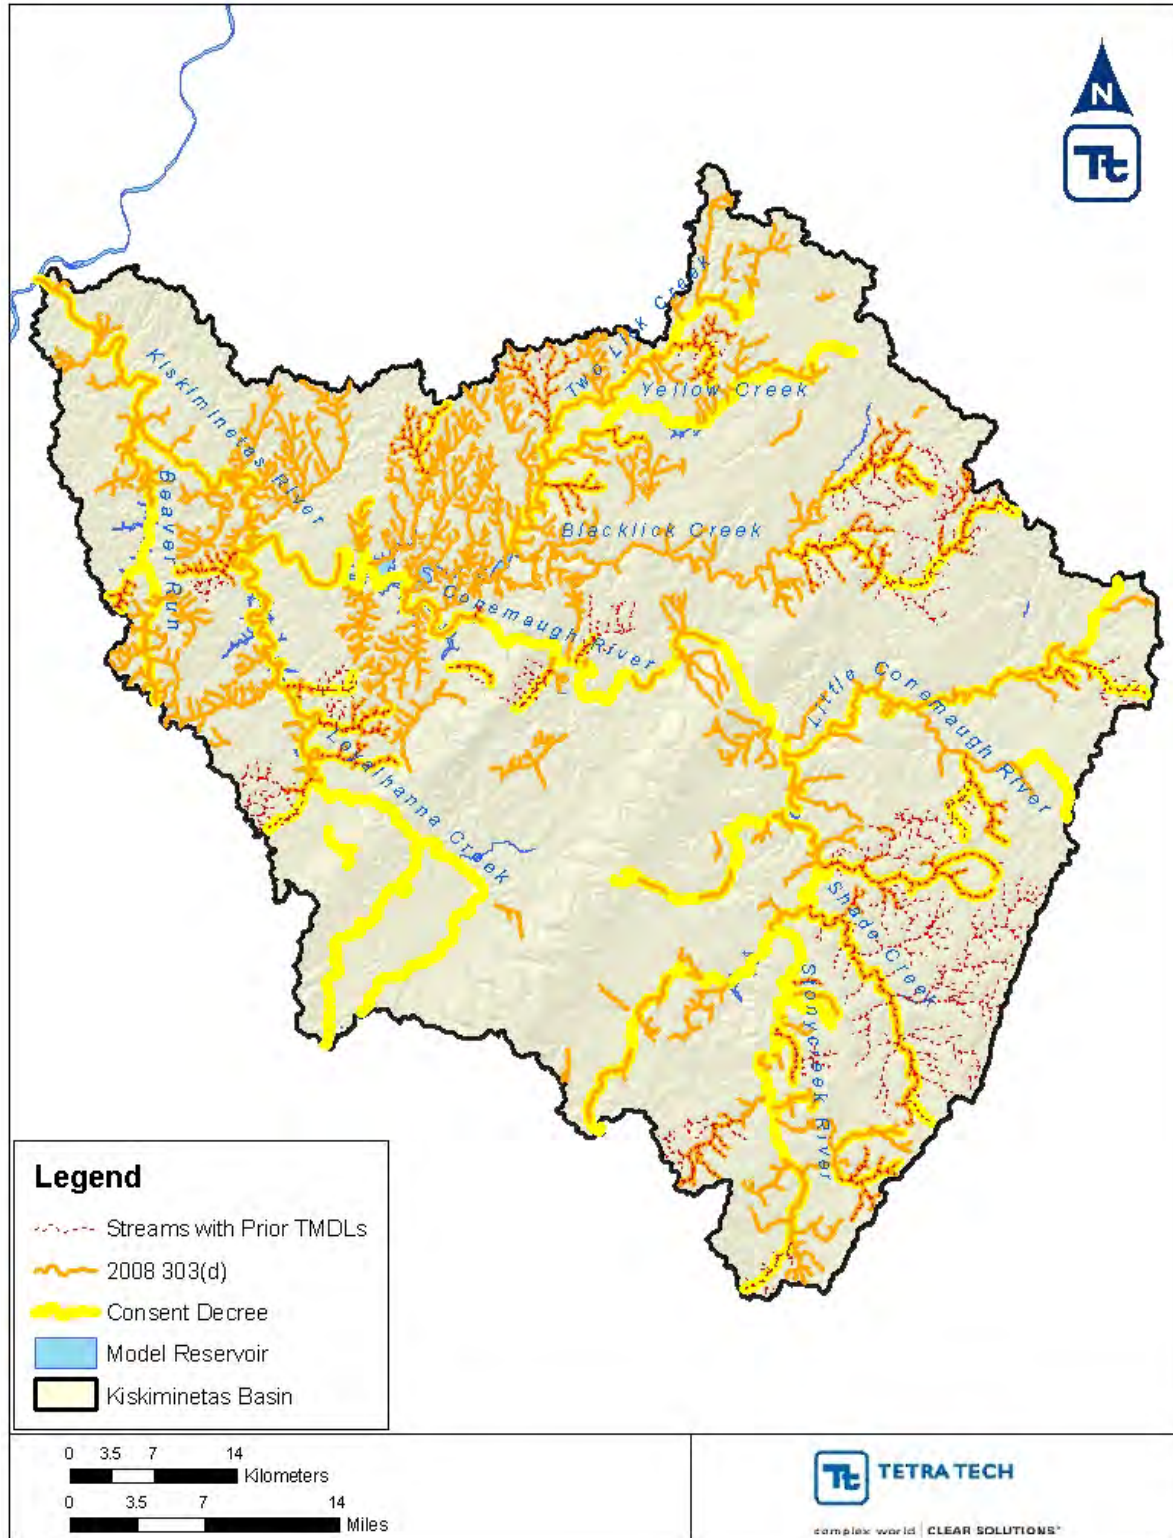 N
Tt
Two Lick Creek
Yellow Creek
Kiskiminetas River
Beaver Run
Blacklick Creek
Conemaugh River
Little Conemaugh River
Loyalhanna Creek
Shade Creek
Stonycreek River
Legend
Streams with Prior TMDLs
2008 303(d)
Consent Decree
Model Reservoir
Kiskiminetas Basin
0 3.5 7 14
Kilometers
0 3.5 7 14
Miles
Tt TETRA TECH
complex world | CLEAR SOLUTIONS